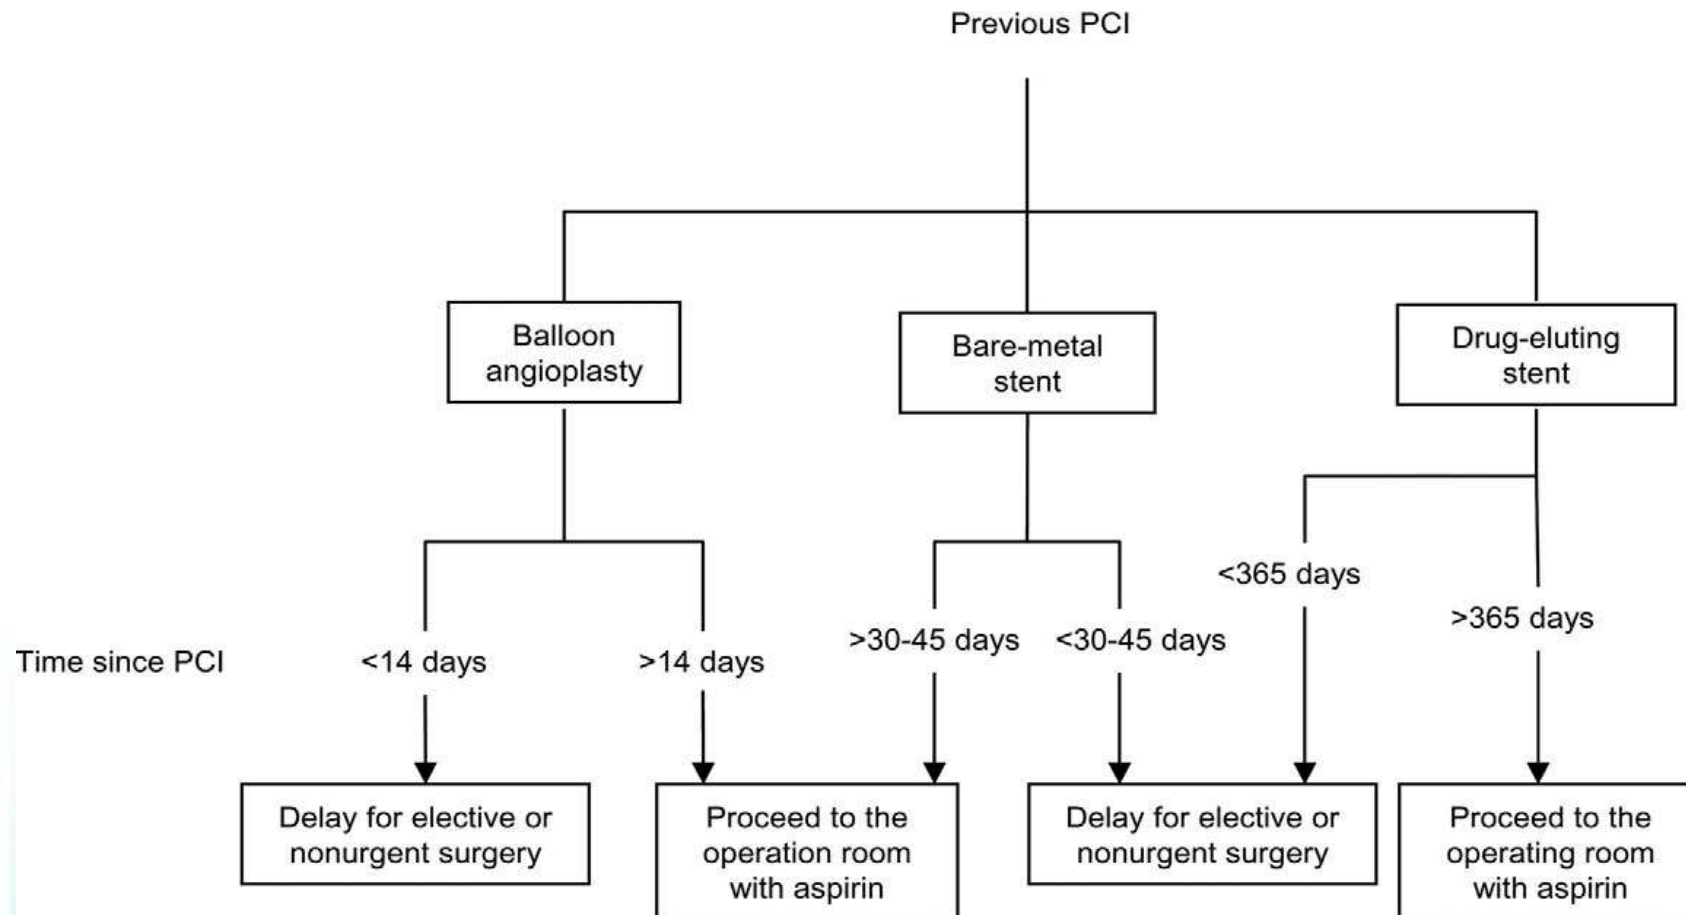 Previous PCI
Balloon
angioplasty
Bare-metal
stent
Drug-eluting
stent
Time since PCI
<14 days
>14 days
>30-45 days
<30-45 days
<365 days
>365 days
Delay for elective or
nonurgent surgery
Proceed to the
operation room
with aspirin
Delay for elective or
nonurgent surgery
Proceed to the
operating room
with aspirin